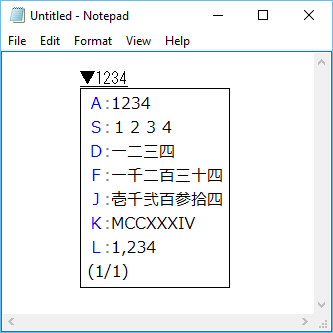 Untitled - Notepad
File Edit Format View Help
▼1234
A:1234
S:１２３４
D:一二三四
F:一千二百三十四
J:壱千弐百参拾四
K:MCCXXXIV
L:1,234
(1/1)